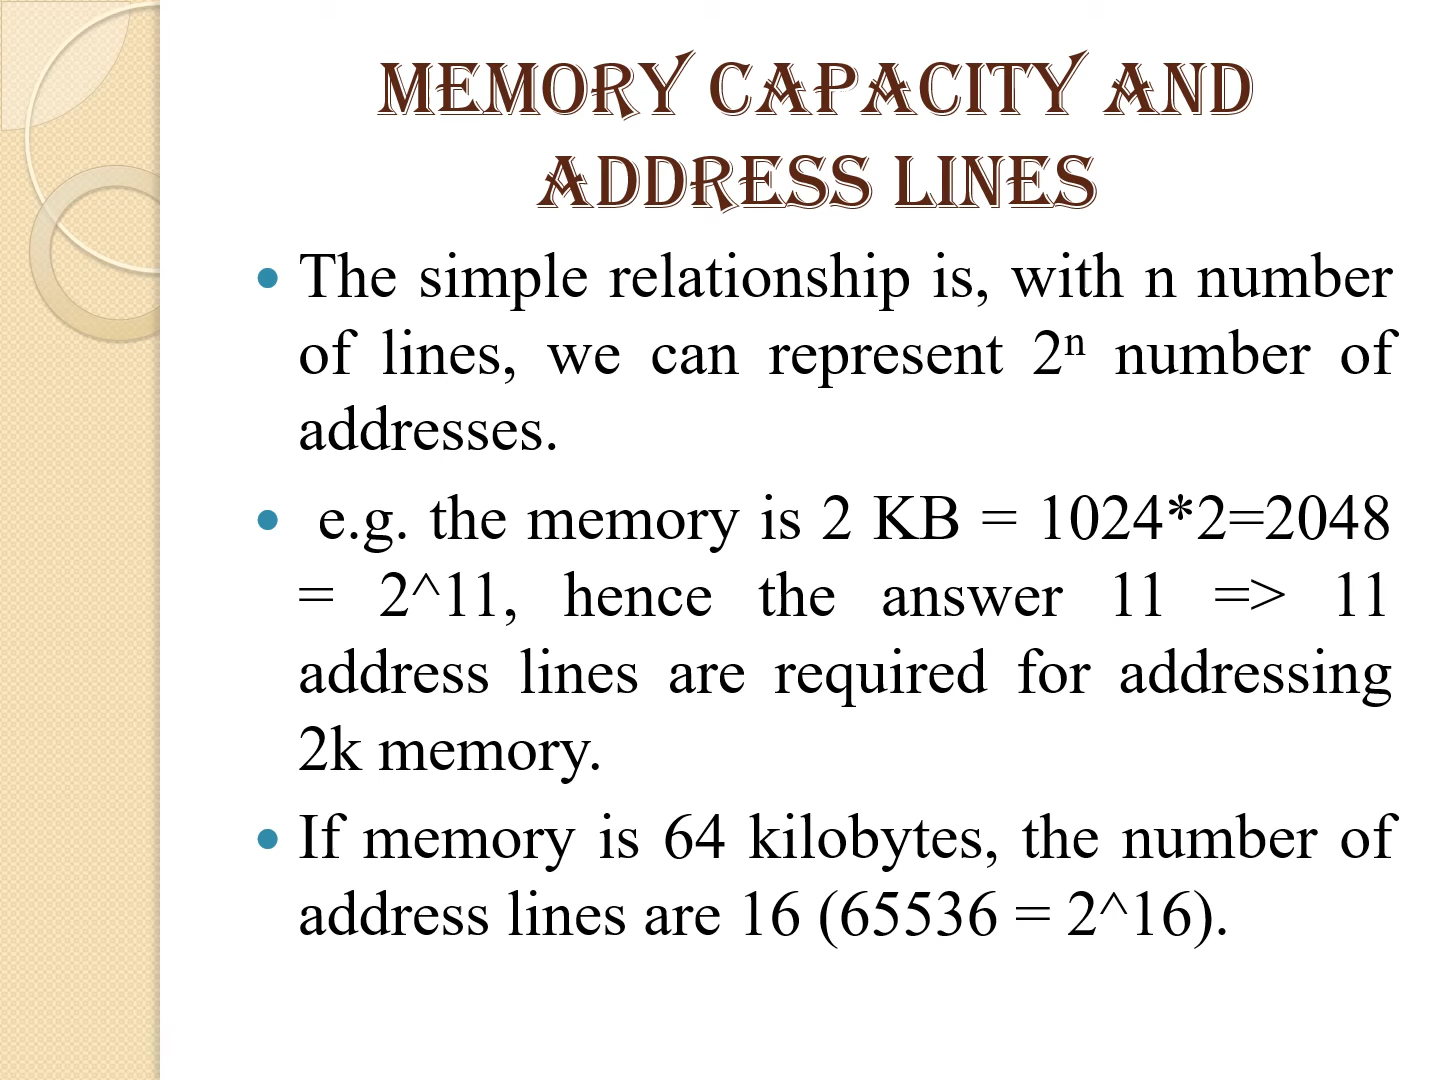 MEMORY CAPACITY AND
ADDRESS LINES
• The simple relationship is, with n number
of lines, we can represent 2ⁿ number of
addresses.
• e.g. the memory is 2 KB = 1024*2=2048
= 2^11, hence the answer 11 => 11
address lines are required for addressing
2k memory.
• If memory is 64 kilobytes, the number of
address lines are 16 (65536 = 2^16).